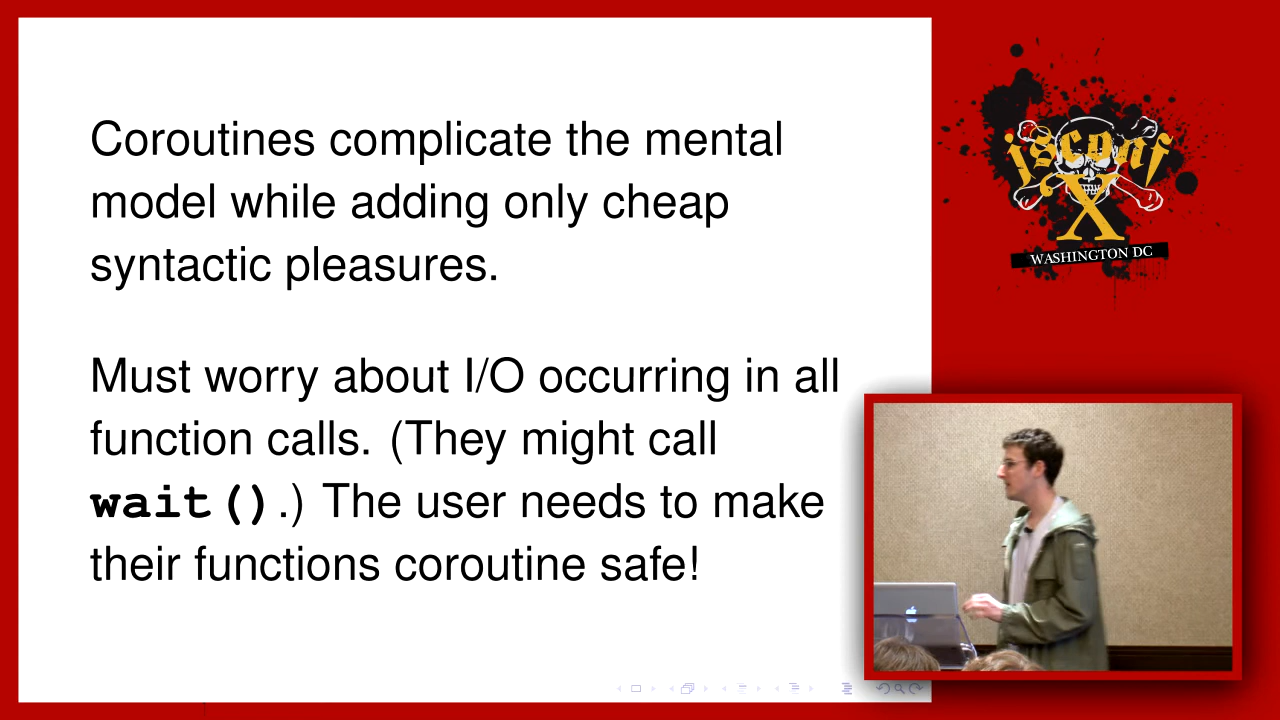 Coroutines complicate the mental
model while adding only cheap
syntactic pleasures.
Must worry about I/O occurring in all
function calls. (They might call
wait().) The user needs to make
their functions coroutine safe!
jsconf
X
WASHINGTON DC